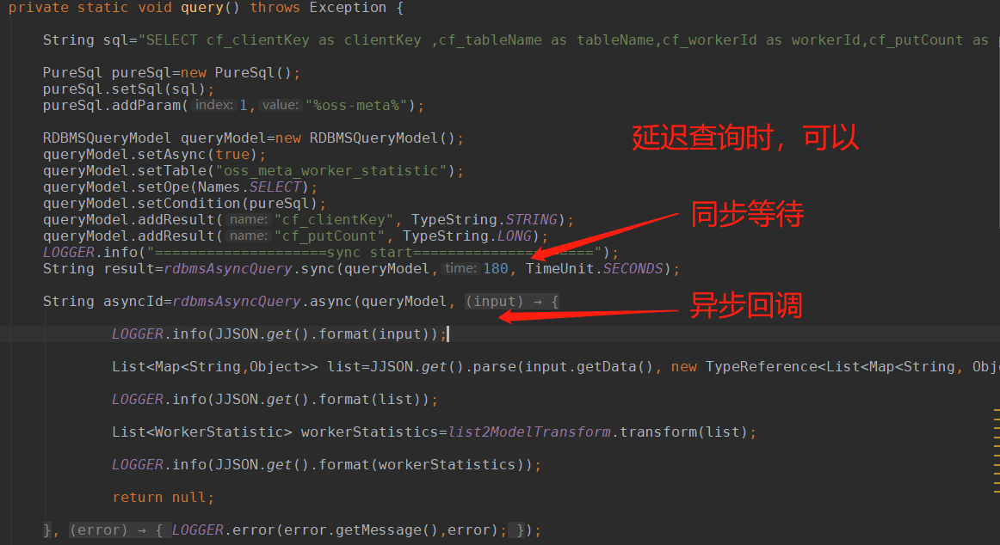 private static void query() throws Exception {
String sql="SELECT cf_clientKey as clientKey ,cf_tableName as tableName,cf_workerId as workerId,cf_putCount as
PureSql pureSql=new PureSql();
pureSql.setSql(sql);
pureSql.addParam( index: 1, value: "%oss-meta%");
RDBMSQueryModel queryModel=new RDBMSQueryModel();
延迟查询时，可以
queryModel.setAsync(true);
queryModel.setTable("oss_meta_worker_statistic");
queryModel.setOpe(Names.SELECT);
queryModel.setCondition(pureSql);
同步等待
queryModel.addResult( name: "cf_clientKey", TypeString.STRING);
queryModel.addResult( name: "cf_putCount", TypeString.LONG);
LOGGER.info("====================sync start=====================");
String result=rdbmsAsyncQuery.sync(queryModel, time: 180, TimeUnit.SECONDS);
String asyncId=rdbmsAsyncQuery.async(queryModel, (input) → {
异步回调
LOGGER.info(JJSON.get().format(input));
List<Map<String,Object>> list=JJSON.get().parse(input.getData(), new TypeReference<List<Map<String, Obj
LOGGER.info(JJSON.get().format(list));
List<WorkerStatistic> workerStatistics=list2ModelTransform.transform(list);
LOGGER.info(JJSON.get().format(workerStatistics));
return null;
}, (error) → { LOGGER.error(error.getMessage(),error); });